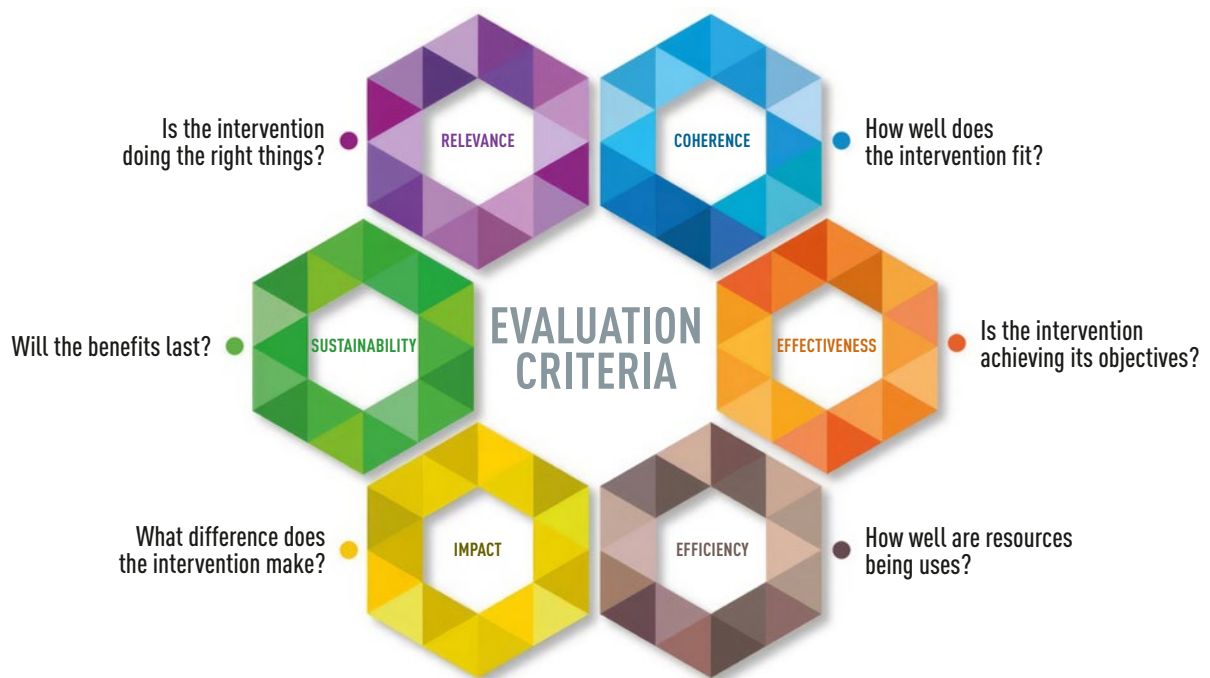 Is the intervention
doing the right things?
RELEVANCE
COHERENCE
How well does
the intervention fit?
Will the benefits last?
SUSTAINABILITY
EVALUATION
CRITERIA
EFFECTIVENESS
Is the intervention
achieving its objectives?
What difference does
the intervention make?
IMPACT
EFFICIENCY
How well are resources
being uses?